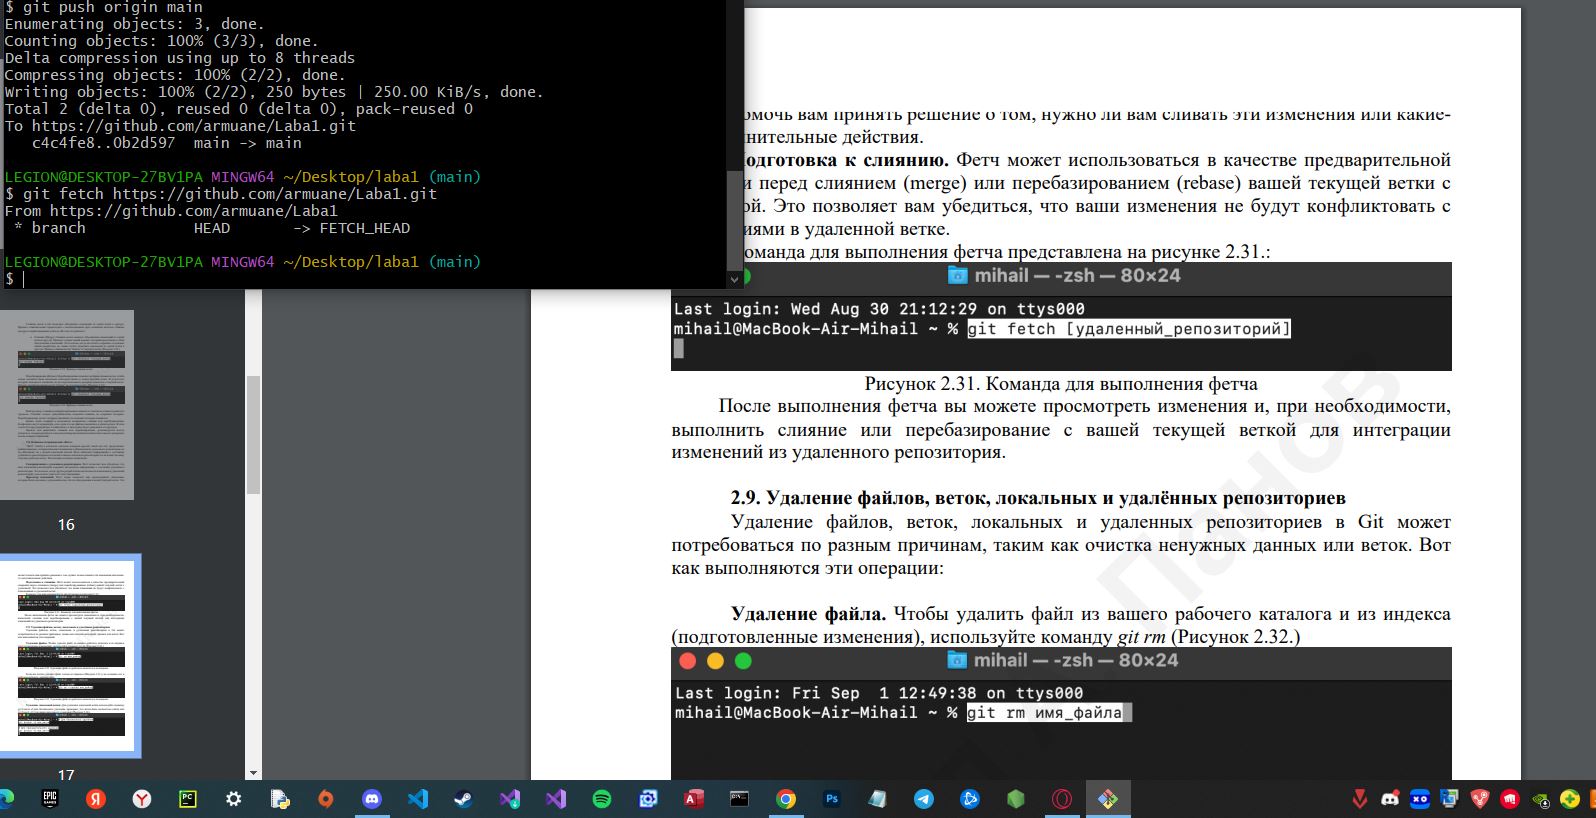 $ git push origin main
Enumerating objects: 3, done.
Counting objects: 100% (3/3), done.
Delta compression using up to 8 threads
Compressing objects: 100% (2/2), done.
Writing objects: 100% (2/2), 250 bytes | 250.00 KiB/s, done.
Total 2 (delta 0), reused 0 (delta 0), pack-reused 0
To https://github.com/armuane/Laba1.git
c4c4fe8..0b2d597 main -> main
LEGION@DESKTOP-27BV1PA MINGW64 ~/Desktop/laba1 (main)
$ git fetch https://github.com/armuane/Laba1.git
From https://github.com/armuane/Laba1
* branch HEAD -> FETCH_HEAD
LEGION@DESKTOP-27BV1PA MINGW64 ~/Desktop/laba1 (main)
$
омочь вам принять решение о том, нужно ли вам сливать эти изменения или какие-
нительные действия.
одготовка к слиянию. Фетч может использоваться в качестве предварительной
и перед слиянием (merge) или перебазированием (rebase) вашей текущей ветки с
ой. Это позволяет вам убедиться, что ваши изменения не будут конфликтовать с
иями в удаленной ветке.
оманда для выполнения фетча представлена на рисунке 2.31.:
mihail — -zsh — 80×24
Last login: Wed Aug 30 21:12:29 on ttys000
mihail@MacBook-Air-Mihail ~ % git fetch [удаленный_репозиторий]
Рисунок 2.31. Команда для выполнения фетча
После выполнения фетча вы можете просмотреть изменения и, при необходимости,
выполнить слияние или перебазирование с вашей текущей веткой для интеграции
изменений из удаленного репозитория.
2.9. Удаление файлов, веток, локальных и удалённых репозиториев
Удаление файлов, веток, локальных и удаленных репозиториев в Git может
потребоваться по разным причинам, таким как очистка ненужных данных или веток. Вот
как выполняются эти операции:
Удаление файла. Чтобы удалить файл из вашего рабочего каталога и из индекса
(подготовленные изменения), используйте команду git rm (Рисунок 2.32.)
mihail — -zsh — 80×24
Last login: Fri Sep 1 12:49:38 on ttys000
mihail@MacBook-Air-Mihail ~ % git rm имя_файла
Панов
16
17
EPIC
GAMES
Я
Y
PC
A
Ps
XO